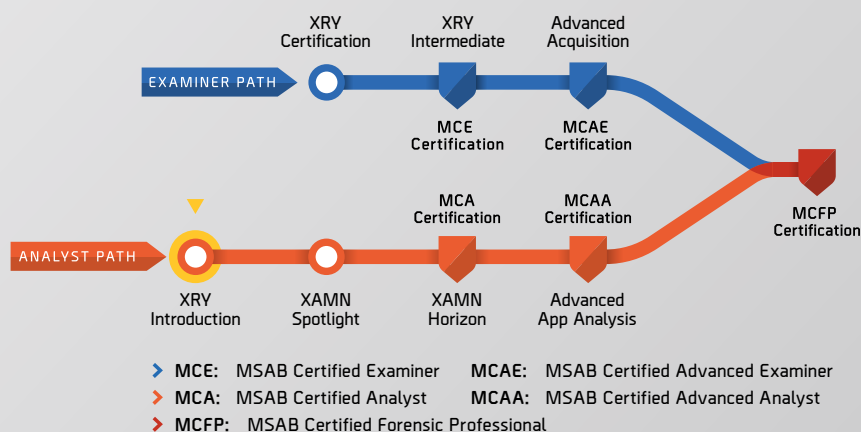 XRY
Certification
XRY
Intermediate
Advanced
Acquisition
EXAMINER PATH
MCE
Certification
MCAE
Certification
MCFP
Certification
MCA
Certification
MCAA
Certification
ANALYST PATH
XRY
Introduction
XAMN
Spotlight
XAMN
Horizon
Advanced
App Analysis
MCE: MSAB Certified Examiner
MCAE: MSAB Certified Advanced Examiner
MCA: MSAB Certified Analyst
MCAA: MSAB Certified Advanced Analyst
MCFP: MSAB Certified Forensic Professional